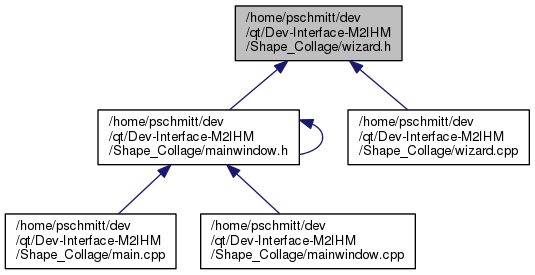 /home/pschmitt/dev
/qt/Dev-Interface-M2IHM
/Shape_Collage/wizard.h
/home/pschmitt/dev
/qt/Dev-Interface-M2IHM
/Shape_Collage/mainwindow.h
/home/pschmitt/dev
/qt/Dev-Interface-M2IHM
/Shape_Collage/wizard.cpp
/home/pschmitt/dev
/qt/Dev-Interface-M2IHM
/Shape_Collage/main.cpp
/home/pschmitt/dev
/qt/Dev-Interface-M2IHM
/Shape_Collage/mainwindow.cpp